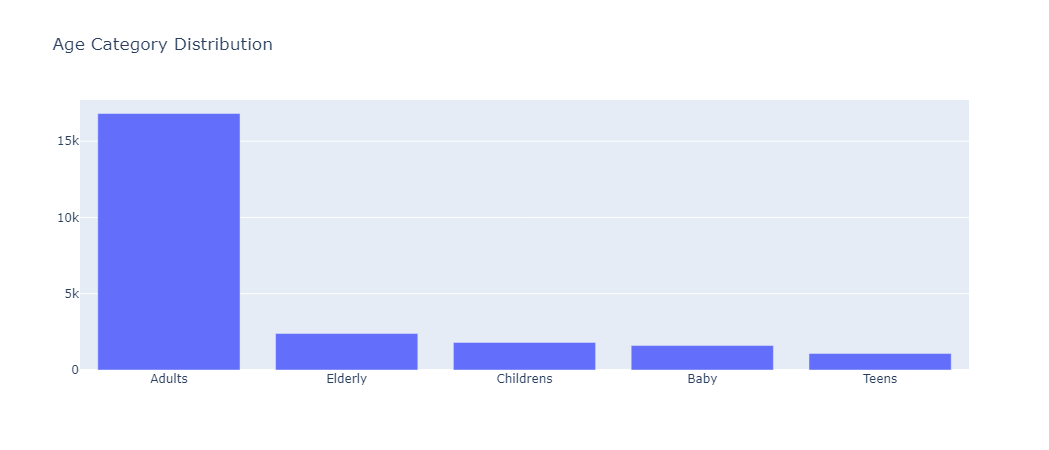 Age Category Distribution
15k
10k
5k
0
Adults Elderly Childrens Baby Teens